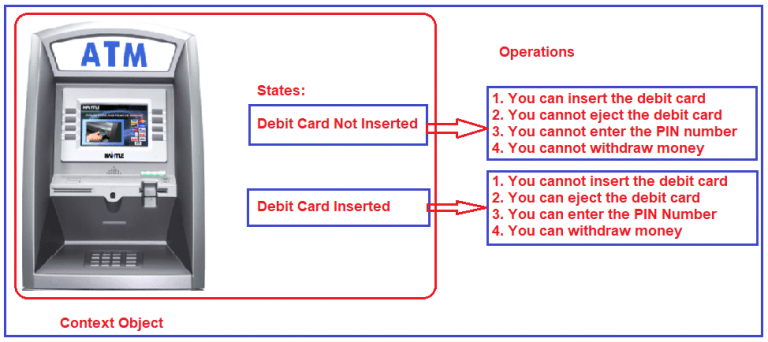 ATM
States:
Debit Card Not Inserted
Debit Card Inserted
Context Object
Operations
1. You can insert the debit card
2. You cannot eject the debit card
3. You cannot enter the PIN number
4. You cannot withdraw money
1. You cannot insert the debit card
2. You can eject the debit card
3. You can enter the PIN Number
4. You can withdraw money